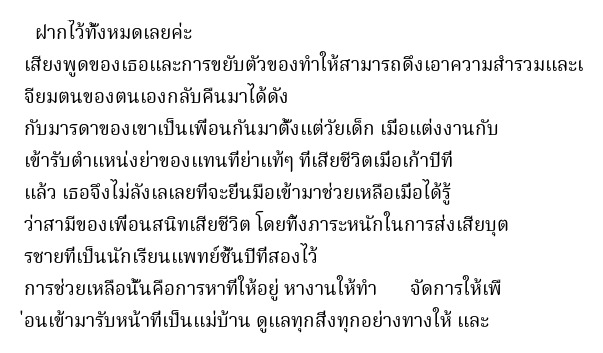 ฝากไว้ทั้งหมดเลยค่ะ
เสียงพูดของเธอและการขยับตัวของทำให้สามารถดึงเอาความสำรวมและเ
จียมตนของตนเองกลับคืนมาได้ดัง
กับมารดาของเขาเป็นเพื่อนกันมาตั้งแต่วัยเด็ก เมื่อแต่งงานกับ
เข้ารับตำแหน่งย่าของแทนที่ย่าแท้ๆ ที่เสียชีวิตเมื่อเก้าปีที่
แล้ว เธอจึงไม่ลังเลเลยที่จะยื่นมือเข้ามาช่วยเหลือเมื่อได้รู้
ว่าสามีของเพื่อนสนิทเสียชีวิต โดยทิ้งภาระหนักในการส่งเสียบุต
รชายที่เป็นนักเรียนแพทย์ชั้นปีที่สองไว้
การช่วยเหลือนั้นคือการหาที่ให้อยู่ หางานให้ทำ จัดการให้เพื
่อนเข้ามารับหน้าที่เป็นแม่บ้าน ดูแลทุกสิ่งทุกอย่างทางให้ และ